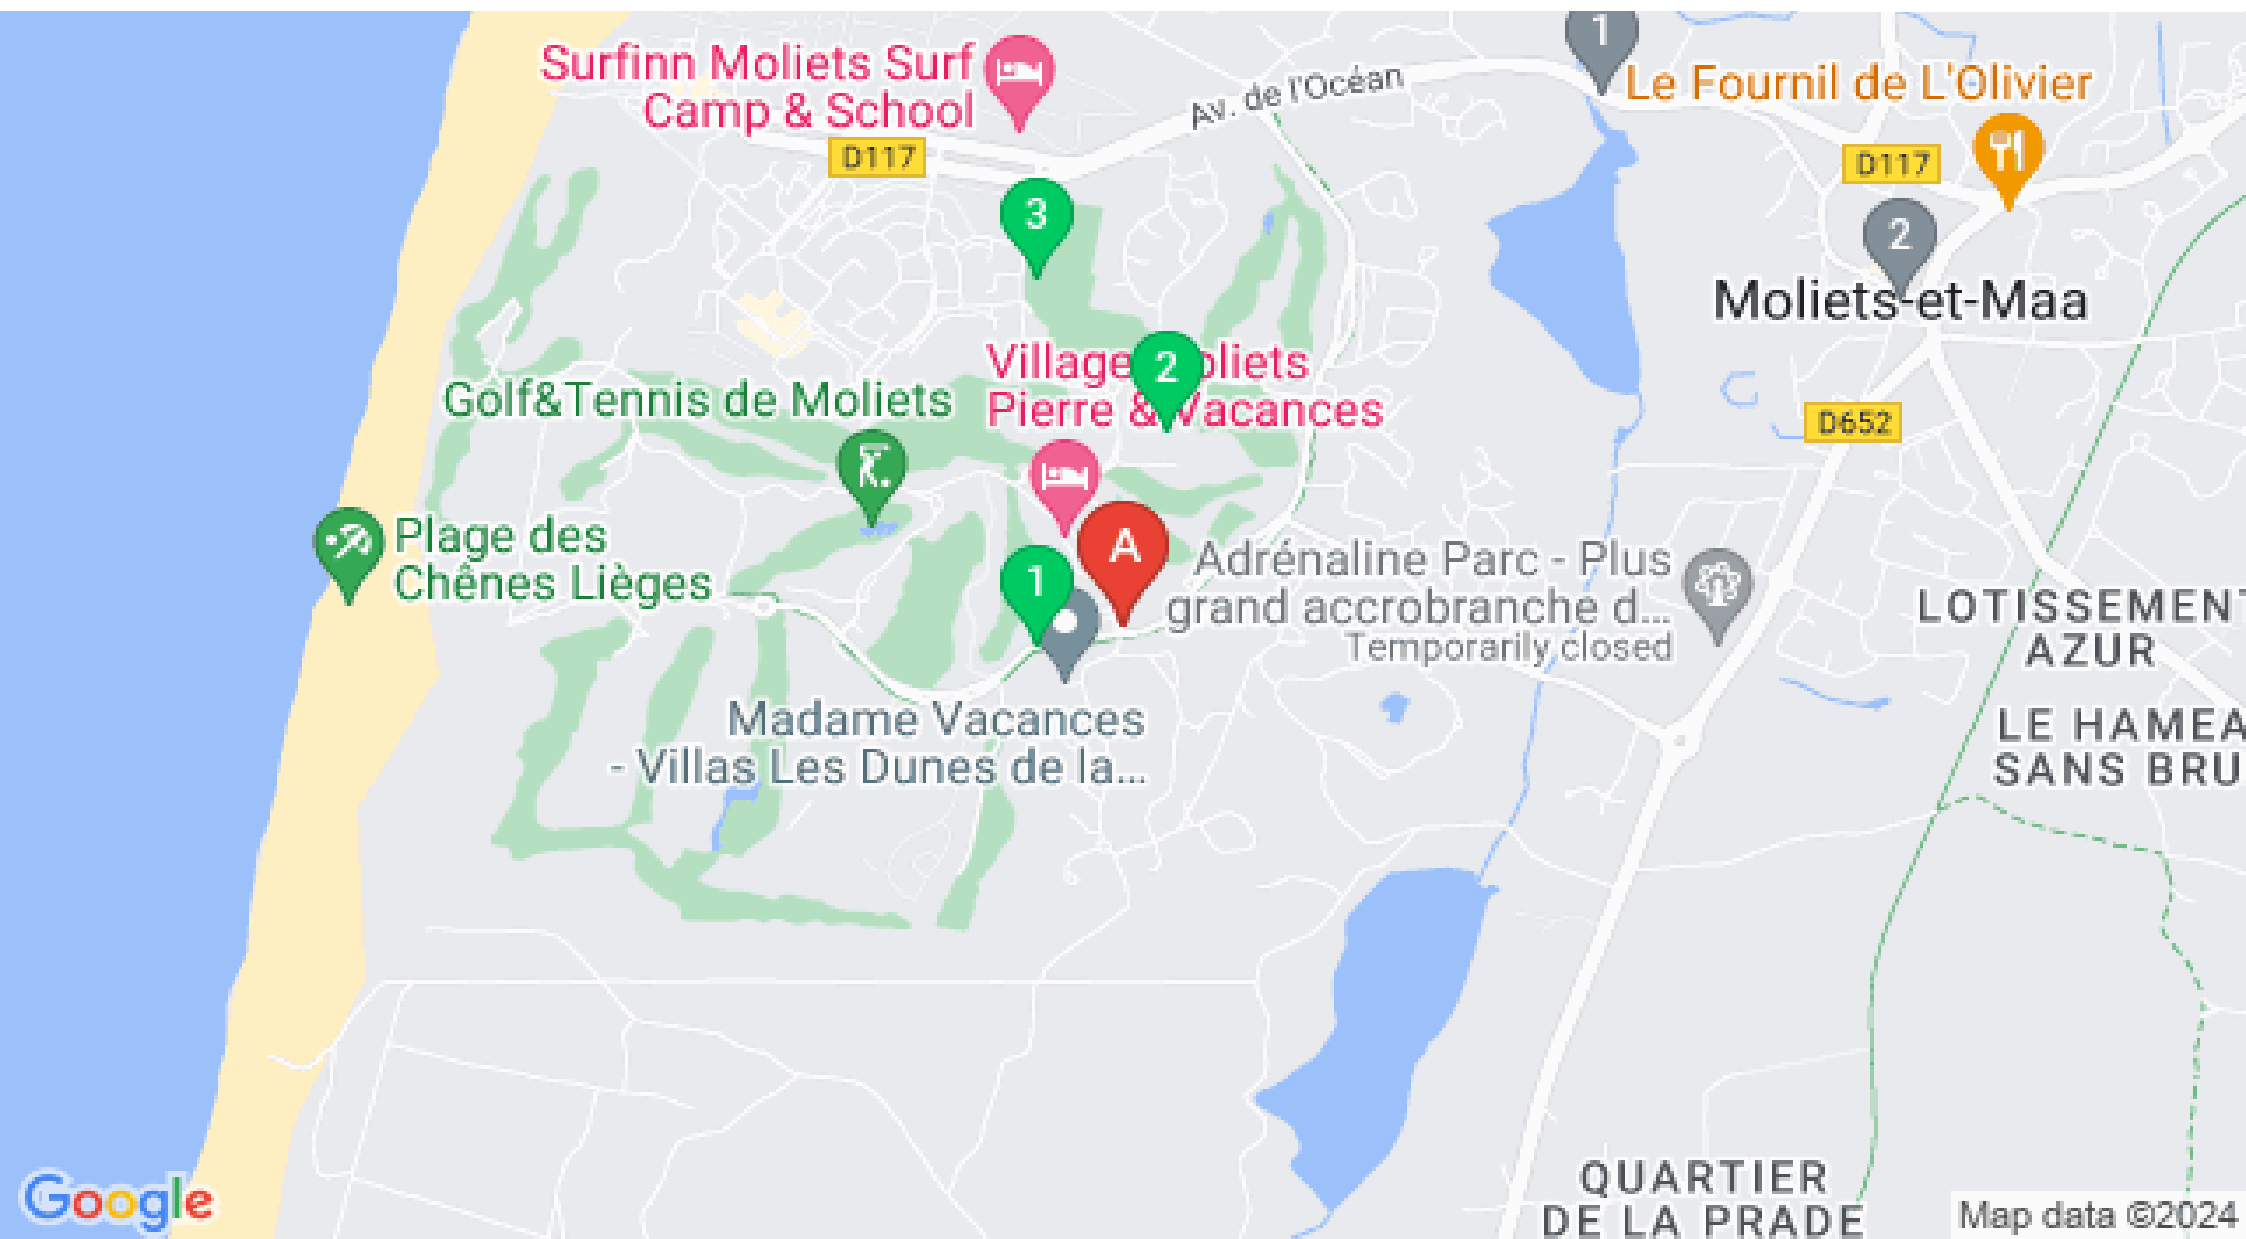 1
Surfinn Moliets Surf
Camp & School
Av. de l'Océan
Le Fournil de L'Olivier
D117
D117
3
2
Moliets-et-Maa
Village Moliets
Pierre & Vacances
2
Golf&Tennis de Moliets
D652
Plage des
Chênes Lièges
A
1
Adrénaline Parc - Plus
grand accrobranche d...
Temporarily closed
LOTISSEMENT
AZUR
Madame Vacances
- Villas Les Dunes de la...
LE HAMEA
SANS BRU
QUARTIER
DE LA PRADE
Google
Map data ©2024